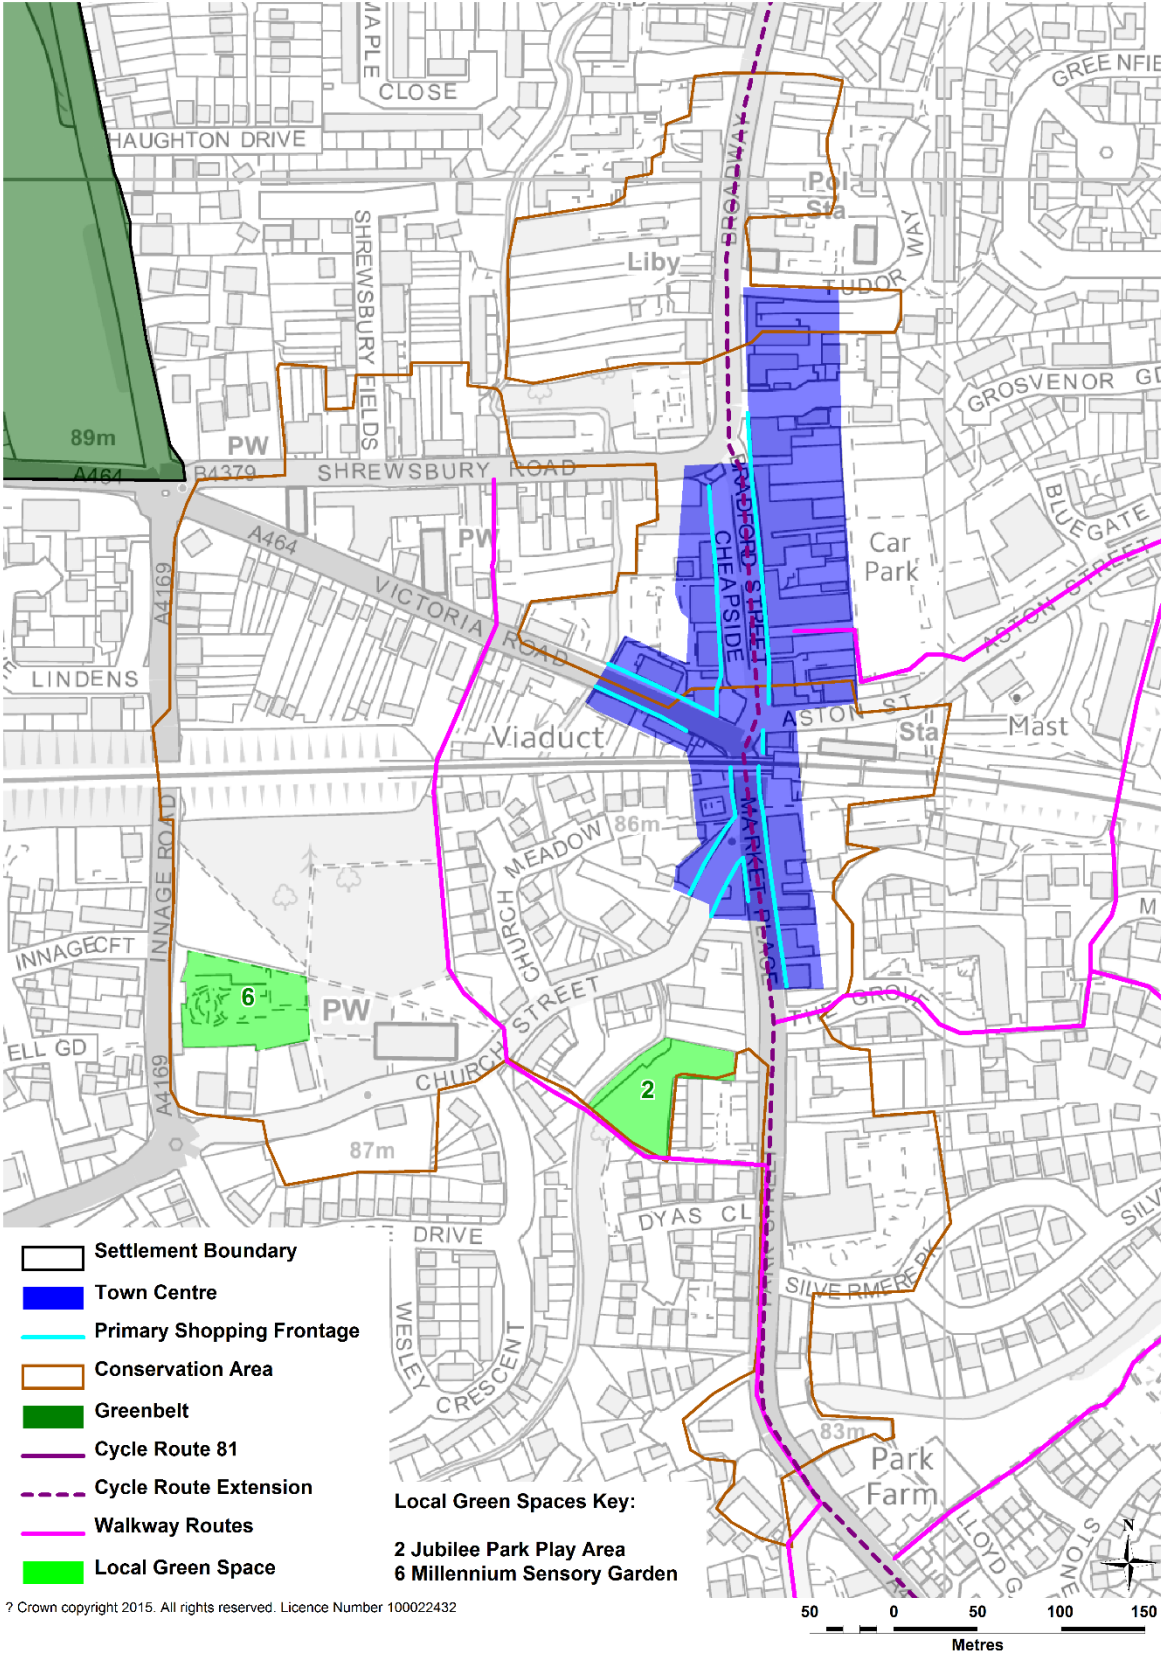 MAPLE
CLOSE
GREENFIE
HAUGHTON DRIVE
BROADWAY
Pol
Sta
SHREWSBURY FIELDS
WAY
Liby
TUDOR
GROSVENOR GD
89m
PW
A464
B4379
SHREWSBURY ROAD
BRADFORD STREET
CHEAPSIDE
BLUEGATE
A464
PW
Car
Park
A4169
VICTORIA ROAD
ASTON STREET
LINDENS
ASTON ST
Sta
Mast
Viaduct
INNAGE ROAD
86m
MARKET PLACE
CHURCH MEADOW
M
INNAGE CFT
6
PW
CHURCH STREET
THE GROVE
ELL GD
2
A4169
87m
DYAS CL
PARK STREET
SILV
DRIVE
SILVERMERE PK
WESLEY
CRESCENT
83m
Park
Farm
LLOYD G
STONE
A4
Settlement Boundary
Town Centre
Primary Shopping Frontage
Conservation Area
Greenbelt
Cycle Route 81
Cycle Route Extension
Walkway Routes
Local Green Space
Local Green Spaces Key:
2 Jubilee Park Play Area
6 Millennium Sensory Garden
N
? Crown copyright 2015. All rights reserved. Licence Number 100022432
50 0 50 100 150
Metres